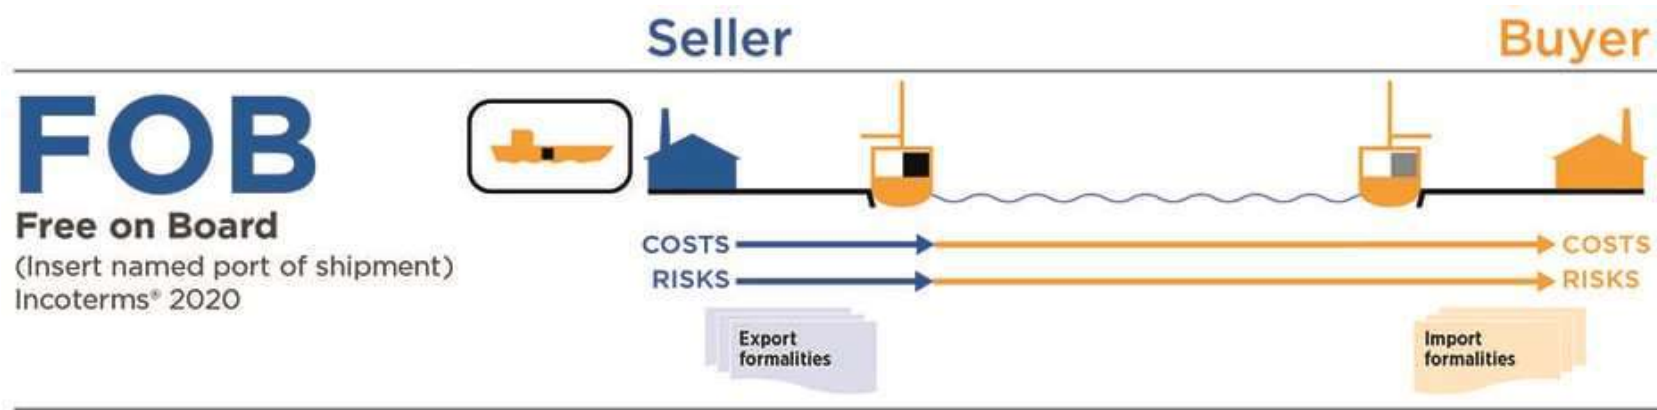 Seller
Buyer
FOB
Free on Board
(Insert named port of shipment)
Incoterms® 2020
COSTS
COSTS
RISKS
RISKS
Export
formalities
Import
formalities